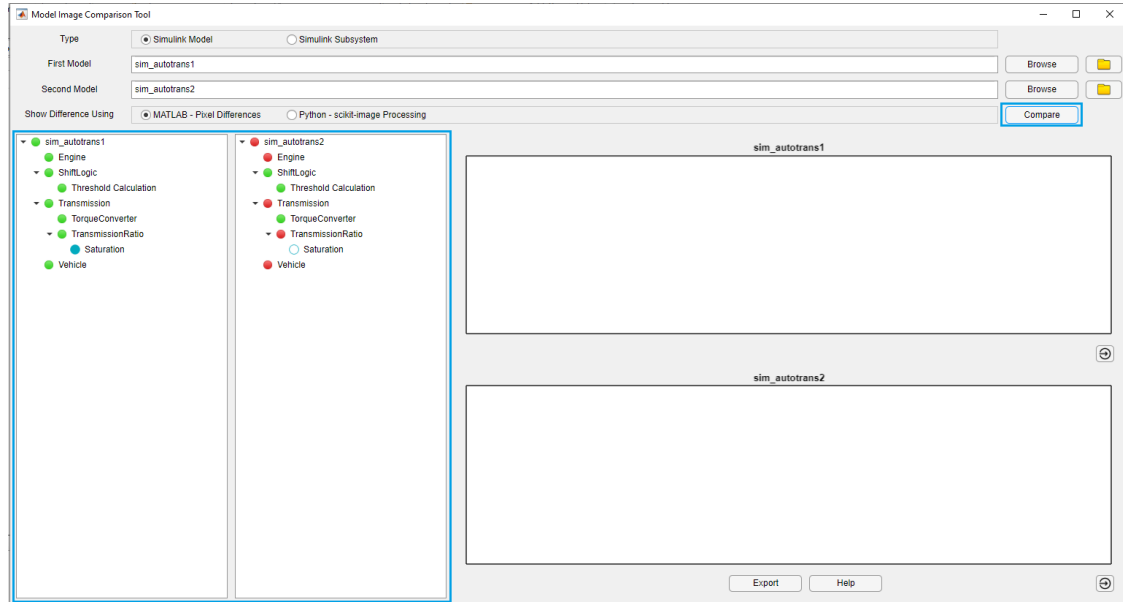 Model Image Comparison Tool
Type Simulink Model Simulink Subsystem
First Model sim_autotrans1 Browse
Second Model sim_autotrans2 Browse
Show Difference Using MATLAB - Pixel Differences Python - scikit-image Processing Compare
sim_autotrans1
Engine
ShiftLogic
Threshold Calculation
Transmission
TorqueConverter
TransmissionRatio
Saturation
Vehicle
sim_autotrans2
Engine
ShiftLogic
Threshold Calculation
Transmission
TorqueConverter
TransmissionRatio
Saturation
Vehicle
sim_autotrans1
sim_autotrans2
Export Help